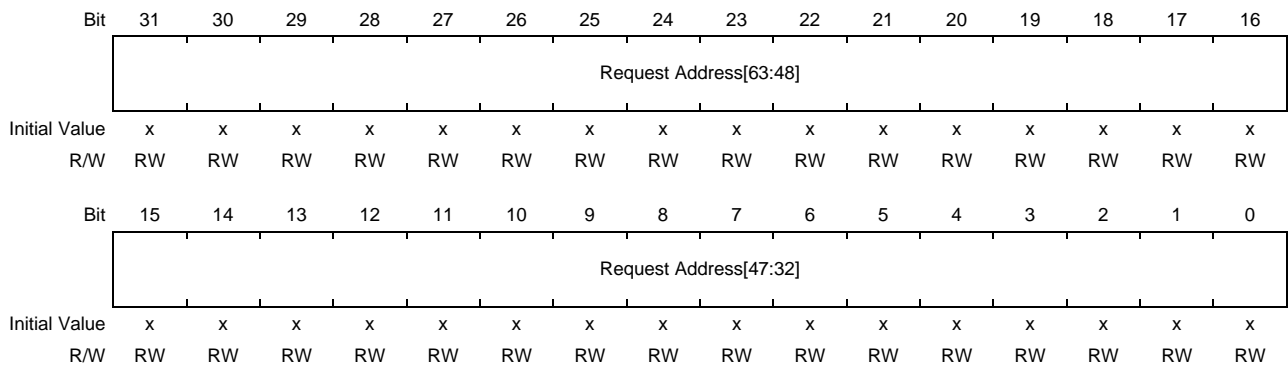 Bit 31 30 29 28 27 26 25 24 23 22 21 20 19 18 17 16
Request Address[63:48]
Initial Value x x x x x x x x x x x x x x x x
R/W RW RW RW RW RW RW RW RW RW RW RW RW RW RW RW RW
Bit 15 14 13 12 11 10 9 8 7 6 5 4 3 2 1 0
Request Address[47:32]
Initial Value x x x x x x x x x x x x x x x x
R/W RW RW RW RW RW RW RW RW RW RW RW RW RW RW RW RW